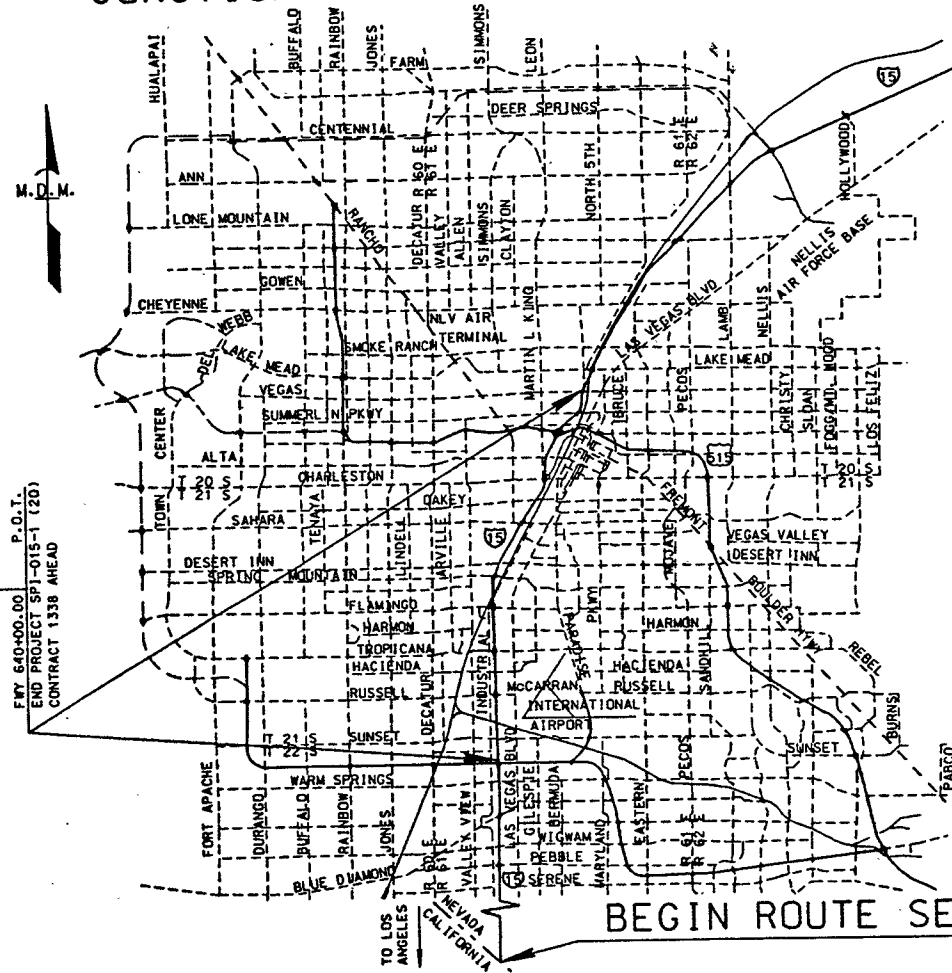 HUALAPAI
BUFFALO
RAINBOW
JONES
FARM
SIMMONS
LEON
15
DEER SPRINGS
CENTENNIAL
HOLLYWOOD
M.D.M.
ANN
R 60 E
R 61 E
NORTH 5TH
R 61 E
R 62 E
LONE MOUNTAIN
RANCHO
DECATUR
VALLEY
ALLEN
SIMMONS
CLAYTON
NELLIS
AIR FORCE BASE
GOWEN
CHEYENNE
NLV AIR
TERMINAL
MARTIN L KING
LAS VEGAS BLVD
LAMB
NELLIS
DEL WEBB
LAKE MEAD
SMOKE RANCH
LAKE MEAD
VEGAS
BRUCE
PECOS
CHRISTY
SLOAN
LOS FELIZ
SUMMERLIN PKWY
TOWN CENTER
ALTA
515
T 20 S
T 21 S
CHARLESTON
T 20 S
T 21 S
OAKEY
FREMONT
SAHARA
TENAYA
LINDELL
ARVILLE
15
MOJAVE
VEGAS VALLEY
DESERT INN
DESERT INN
SPRING MOUNTAIN
BOULDER HWY
FLAMINGO
PARADISE
PKWY
HARMON
HARMON
TROPICANA
HACIENDA
HACIENDA
SANDHILL
REBEL
RUSSELL
DECATUR
INDUSTRIAL
McCARRAN
RUSSELL
INTERNATIONAL
AIRPORT
BURNS
FWY 640+00.00 P.O.T.
END PROJECT SPI-015-1 (20)
CONTRACT 1338 AHEAD
T 21 S
T 22 S
SUNSET
SUNSET
PABCO
WARM SPRINGS
FORT APACHE
DURANGO
BUFFALO
RAINBOW
JONES
R 60 E
R 61 E
VALLEY VIEW
LAS VEGAS BLVD
GILESPIE
BERMUDA
WIGWAM
PEBBLE
SERENE
MARYLAND
EASTERN
PECOS
R 61 E
R 62 E
BLUE DIAMOND
15
TO LOS
ANGELES
NEVADA
CALIFORNIA
BEGIN ROUTE SE